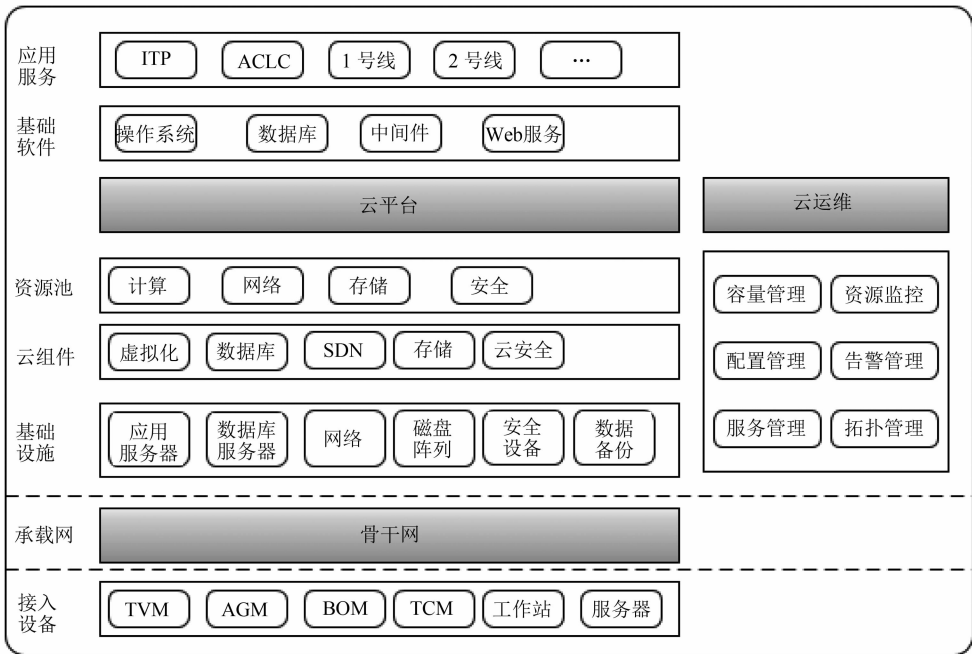 应用
服务
ITP
ACLC
1 号线
2 号线
…
基础
软件
操作系统
数据库
中间件
Web服务
云平台
云运维
资源池
计算
网络
存储
安全
云组件
虚拟化
数据库
SDN
存储
云安全
基础
设施
应用
服务器
数据库
服务器
网络
磁盘
阵列
安全
设备
数据
备份
容量管理
资源监控
配置管理
告警管理
服务管理
拓扑管理
承载网
骨干网
接入
设备
TVM
AGM
BOM
TCM
工作站
服务器